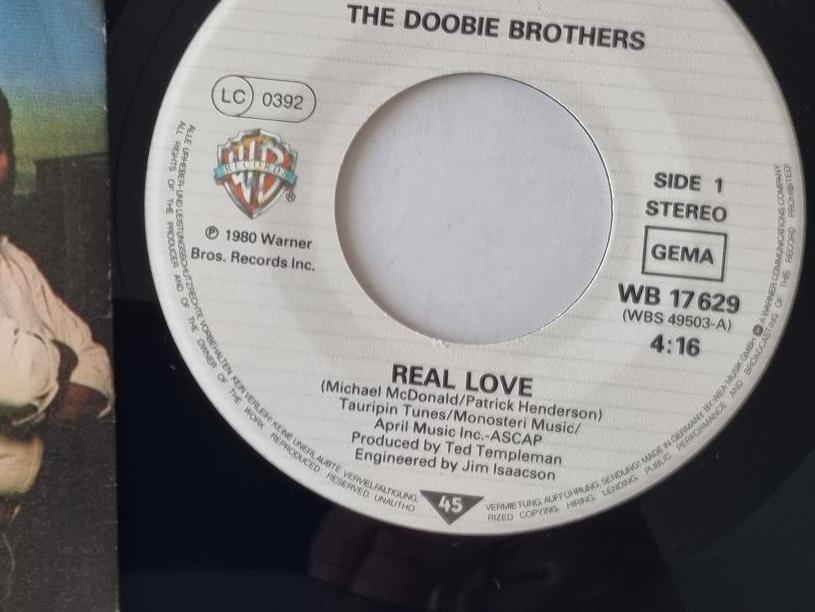 THE DOOBIE BROTHERS
LC 0392
RECORDS
®
℗ 1980 Warner
Bros. Records Inc.
SIDE 1
STEREO
GEMA
WB 17 629
(WBS 49503-A)
4:16
REAL LOVE
(Michael McDonald/Patrick Henderson)
Tauripin Tunes/Monosteri Music/
April Music Inc.-ASCAP
Produced by Ted Templeman
Engineered by Jim Isaacson
45
ALLE URHEBER- UND LEISTUNGSSCHUTZRECHTE VORBEHALTEN. KEIN VERLEIH! KEINE UNERLAUBTE VERVIELFÄLTIGUNG, VERMIETUNG, AUFFÜHRUNG, SENDUNG! MADE IN GERMANY BY WEA MUSIK GMBH A WARNER COMMUNICATIONS COMPANY
ALL RIGHTS OF THE PRODUCER AND OF THE OWNER OF THE WORK REPRODUCED RESERVED. UNAUTHORIZED COPYING, HIRING, LENDING, PUBLIC PERFORMANCE AND BROADCASTING OF THIS RECORD PROHIBITED!